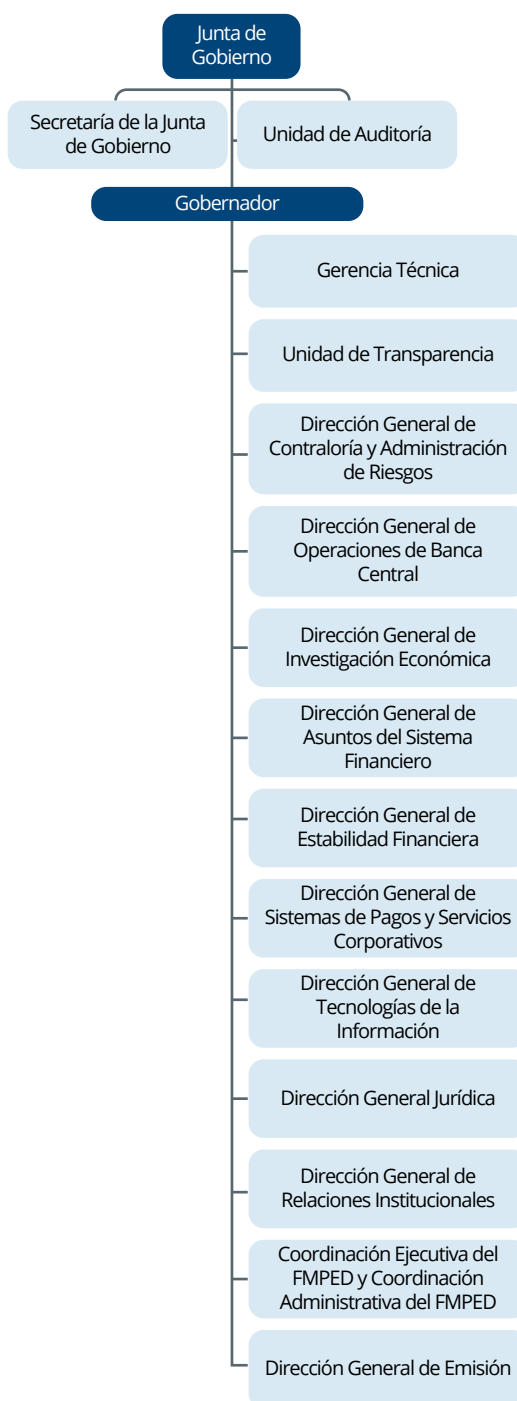 Junta de
Gobierno
Secretaría de la Junta
de Gobierno
Unidad de Auditoría
Gobernador
Gerencia Técnica
Unidad de Transparencia
Dirección General de
Contraloría y Administración
de Riesgos
Dirección General de
Operaciones de Banca
Central
Dirección General de
Investigación Económica
Dirección General de
Asuntos del Sistema
Financiero
Dirección General de
Estabilidad Financiera
Dirección General de
Sistemas de Pagos y Servicios
Corporativos
Dirección General de
Tecnologías de la
Información
Dirección General Jurídica
Dirección General de
Relaciones Institucionales
Coordinación Ejecutiva del
FMPED y Coordinación
Administrativa del FMPED
Dirección General de Emisión